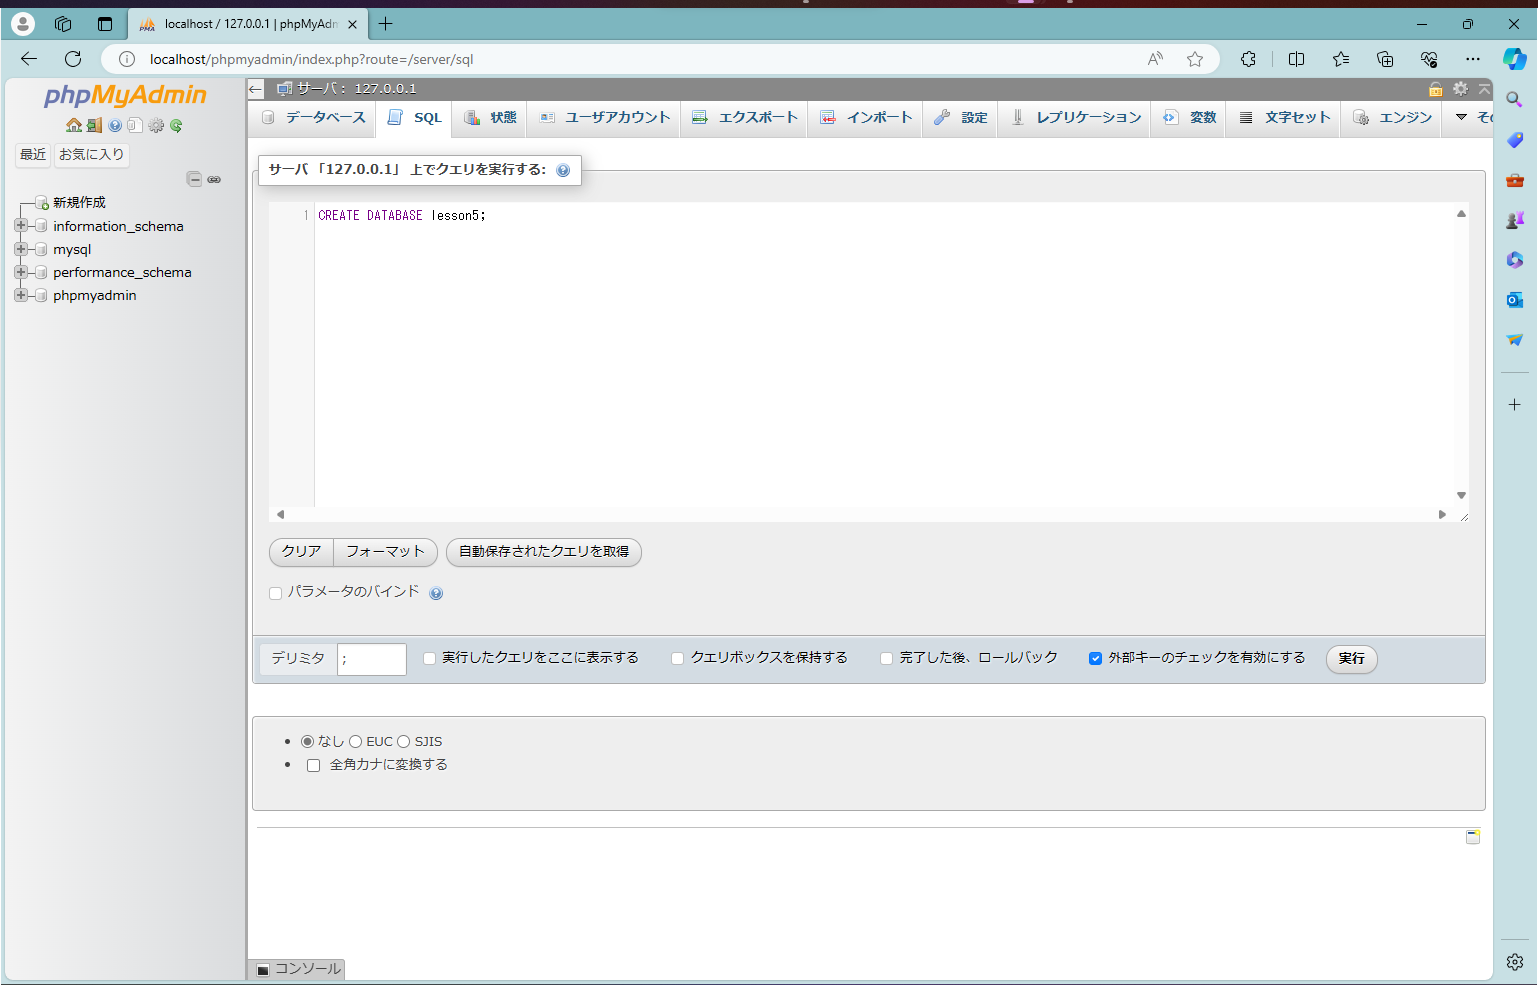 localhost / 127.0.0.1 | phpMyAdn
localhost/phpmyadmin/index.php?route=/server/sql
phpMyAdmin
最近 お気に入り
新規作成
information_schema
mysql
performance_schema
phpmyadmin
サーバ: 127.0.0.1
データベース SQL 状態 ユーザアカウント エクスポート インポート 設定 レプリケーション 変数 文字セット エンジン そ
サーバ「127.0.0.1」上でクエリを実行する:
1 CREATE DATABASE lesson5;
クリア フォーマット 自動保存されたクエリを取得
パラメータのバインド
デリミタ ; 実行したクエリをここに表示する クエリボックスを保持する 完了した後、ロールバック 外部キーのチェックを有効にする 実行
なし EUC SJIS
全角カナに変換する
コンソール